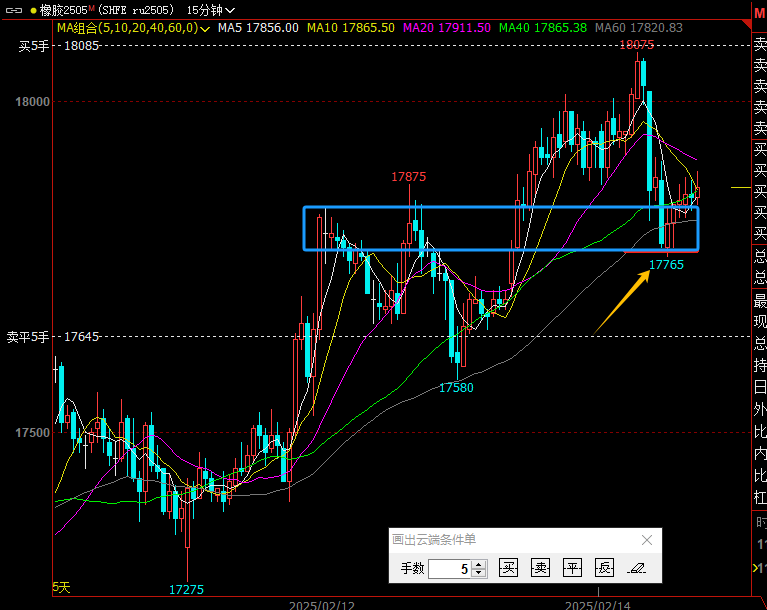 橡胶2505M(SHFE ru2505) 15分钟
MA组合(5,10,20,40,60,0) MA5 17856.00 MA10 17865.50 MA20 17911.50 MA40 17865.38 MA60 17820.83
M
买5手 18085
18075
卖
卖
卖
18000
卖
卖
买
买
17875
买
买
买
总
17765
总
最
现
卖平5手 17645
总
持
日
17580
外
17500
比
内
比
杠
时
画出云端条件单
手数 5 买 卖 平 反
17275
5天
2025/02/12
2025/02/14